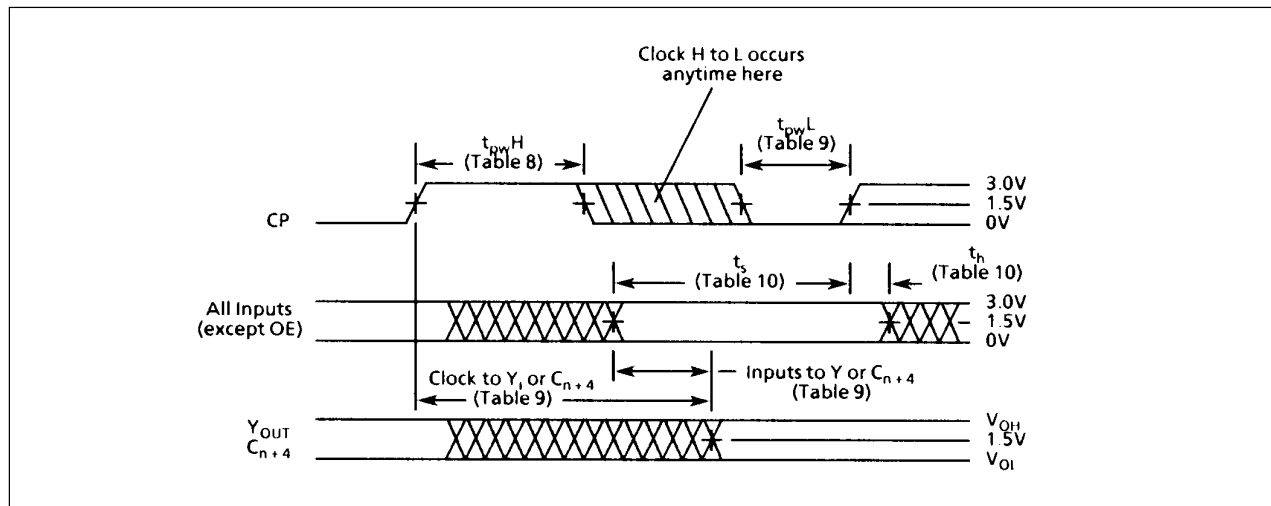 Clock H to L occurs
anytime here
tpwH
(Table 8)
tpwL
(Table 9)
CP
3.0V
1.5V
0V
ts
(Table 10)
th
(Table 10)
All Inputs
(except OE)
3.0V
1.5V
0V
Clock to Yi or Cn + 4
(Table 9)
Inputs to Y or Cn + 4
(Table 9)
YOUT
Cn + 4
VOH
1.5V
VOL